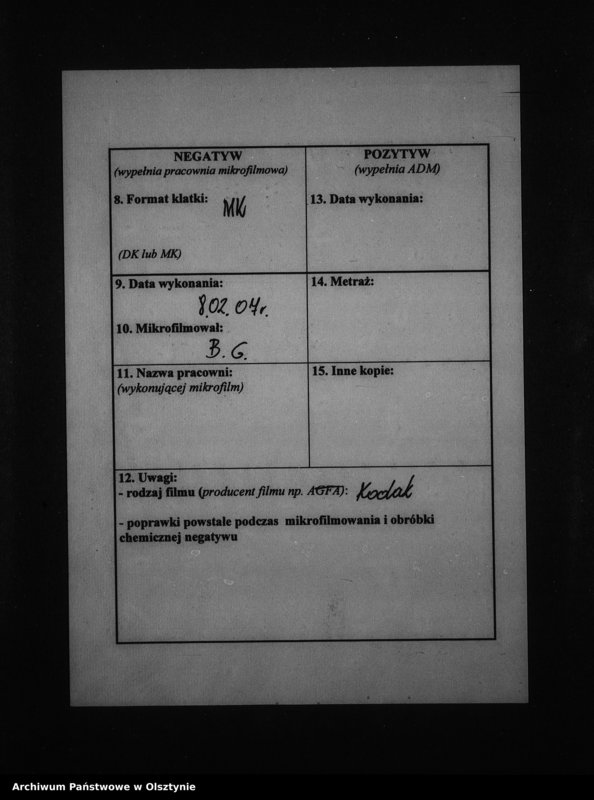 NEGATYW
(wypełnia pracownia mikrofilmowa)
8. Format klatki: MK
(DK lub MK)
9. Data wykonania:
8.02.04r.
10. Mikrofilmował:
B. G.
11. Nazwa pracowni:
(wykonującej mikrofilm)
POZYTYW
(wypełnia ADM)
13. Data wykonania:
14. Metraż:
15. Inne kopie:
12. Uwagi:
- rodzaj filmu (producent filmu np. AGFA): Kodak
- poprawki powstałe podczas mikrofilmowania i obróbki
chemicznej negatywu
Archiwum Państwowe w Olsztynie